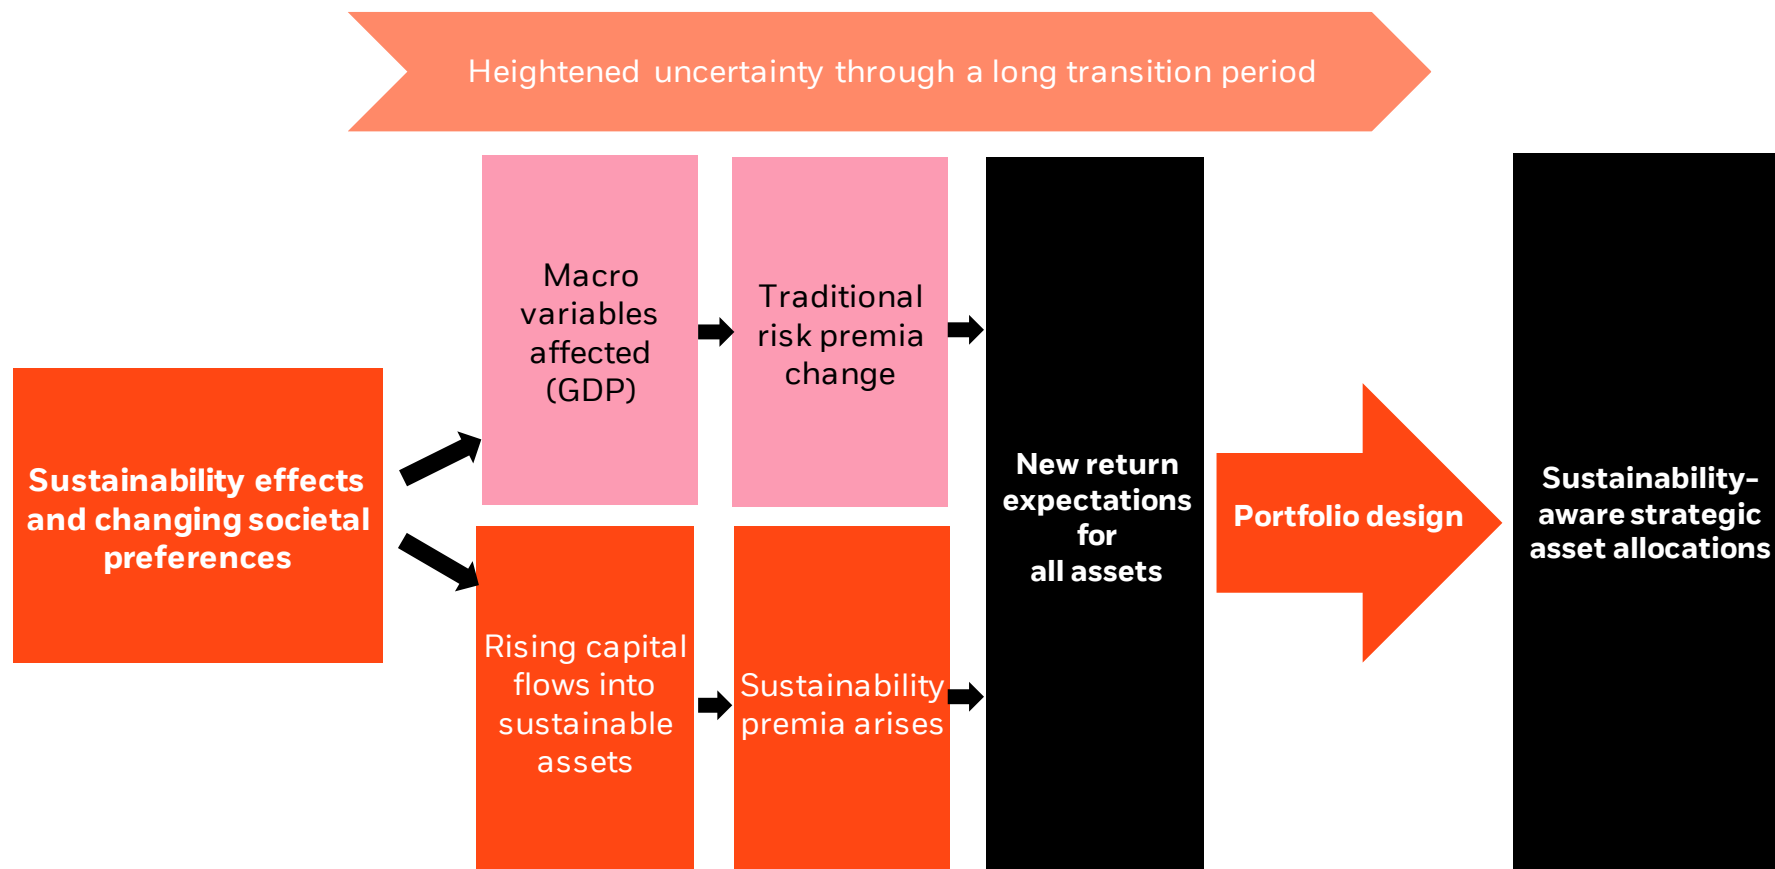 Heightened uncertainty through a long transition period
Macro
variables
affected
(GDP)
Traditional
risk premia
change
Sustainability effects
and changing societal
preferences
Rising capital
flows into
sustainable
assets
Sustainability
premia arises
New return
expectations
for
all assets
Portfolio design
Sustainability-
aware strategic
asset allocations